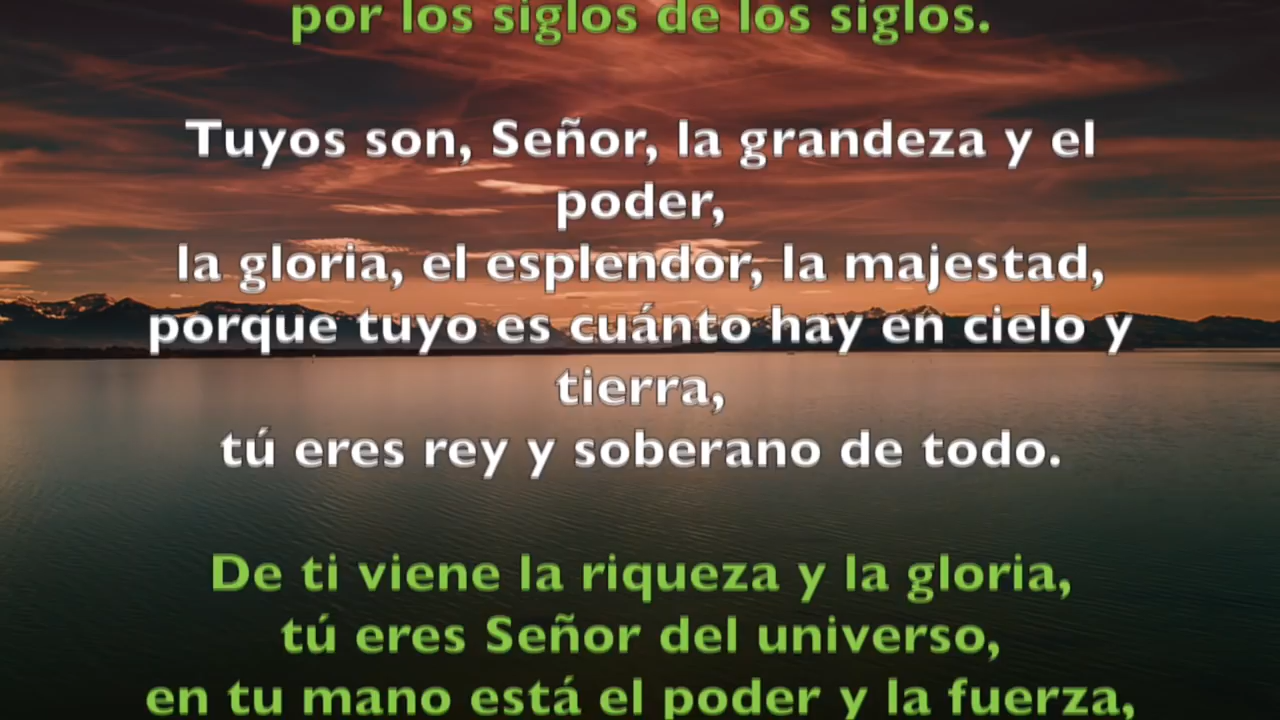 por los siglos de los siglos.
Tuyos son, Señor, la grandeza y el
poder,
la gloria, el esplendor, la majestad,
porque tuyo es cuánto hay en cielo y
tierra,
tú eres rey y soberano de todo.
De ti viene la riqueza y la gloria,
tú eres Señor del universo,
en tu mano está el poder y la fuerza,